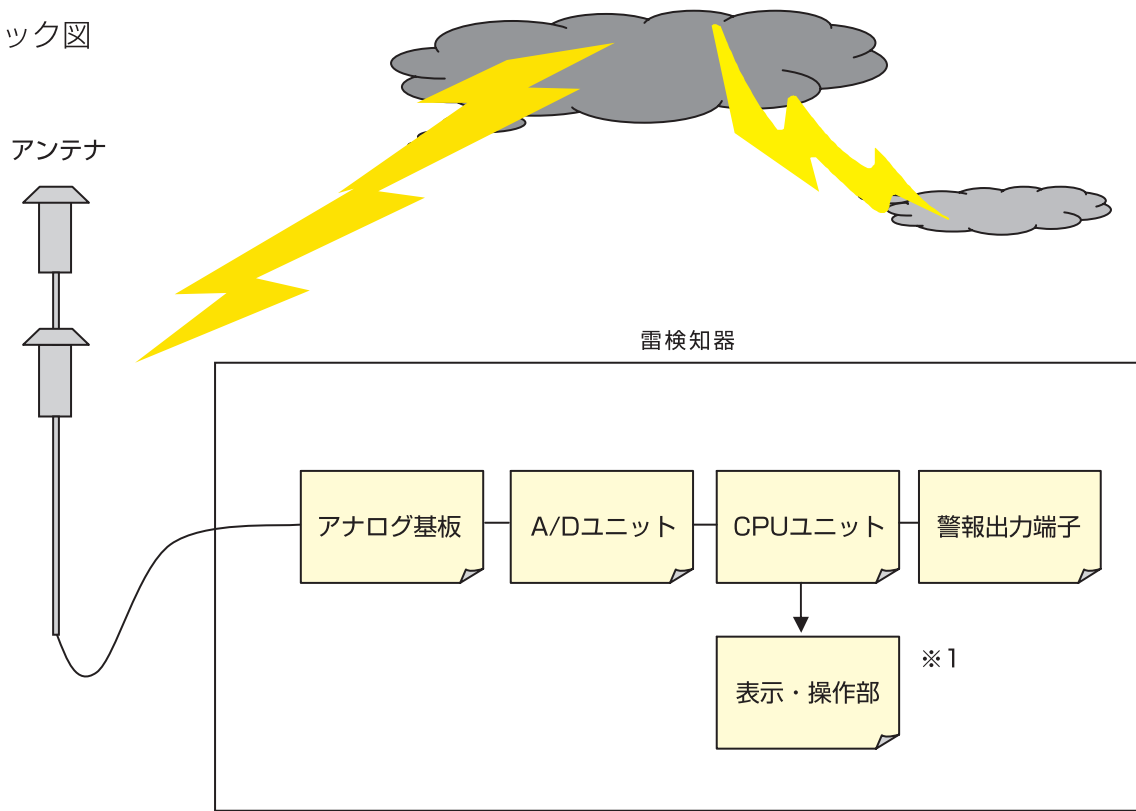 ック図
アンテナ
雷検知器
アナログ基板
A/Dユニット
CPUユニット
警報出力端子
表示・操作部
※1